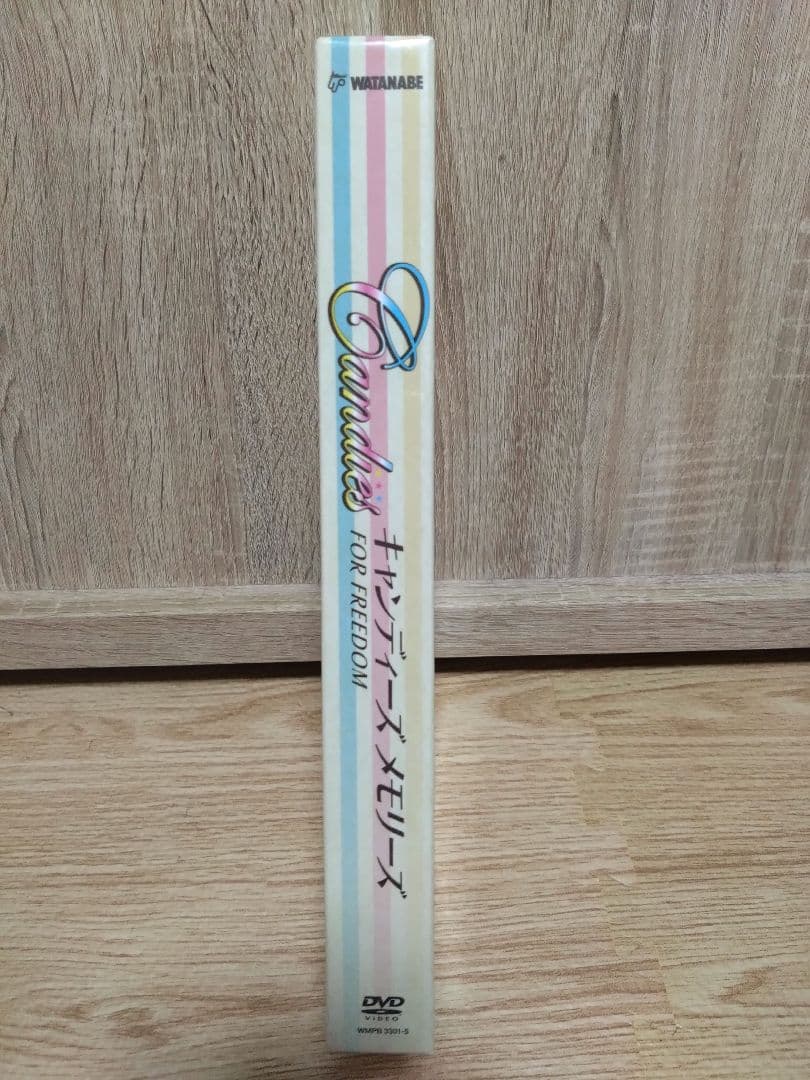 WATANABE
Candies
キャンディーズ メモリーズ
FOR FREEDOM
DVD
VIDEO
WMPB 3301-5